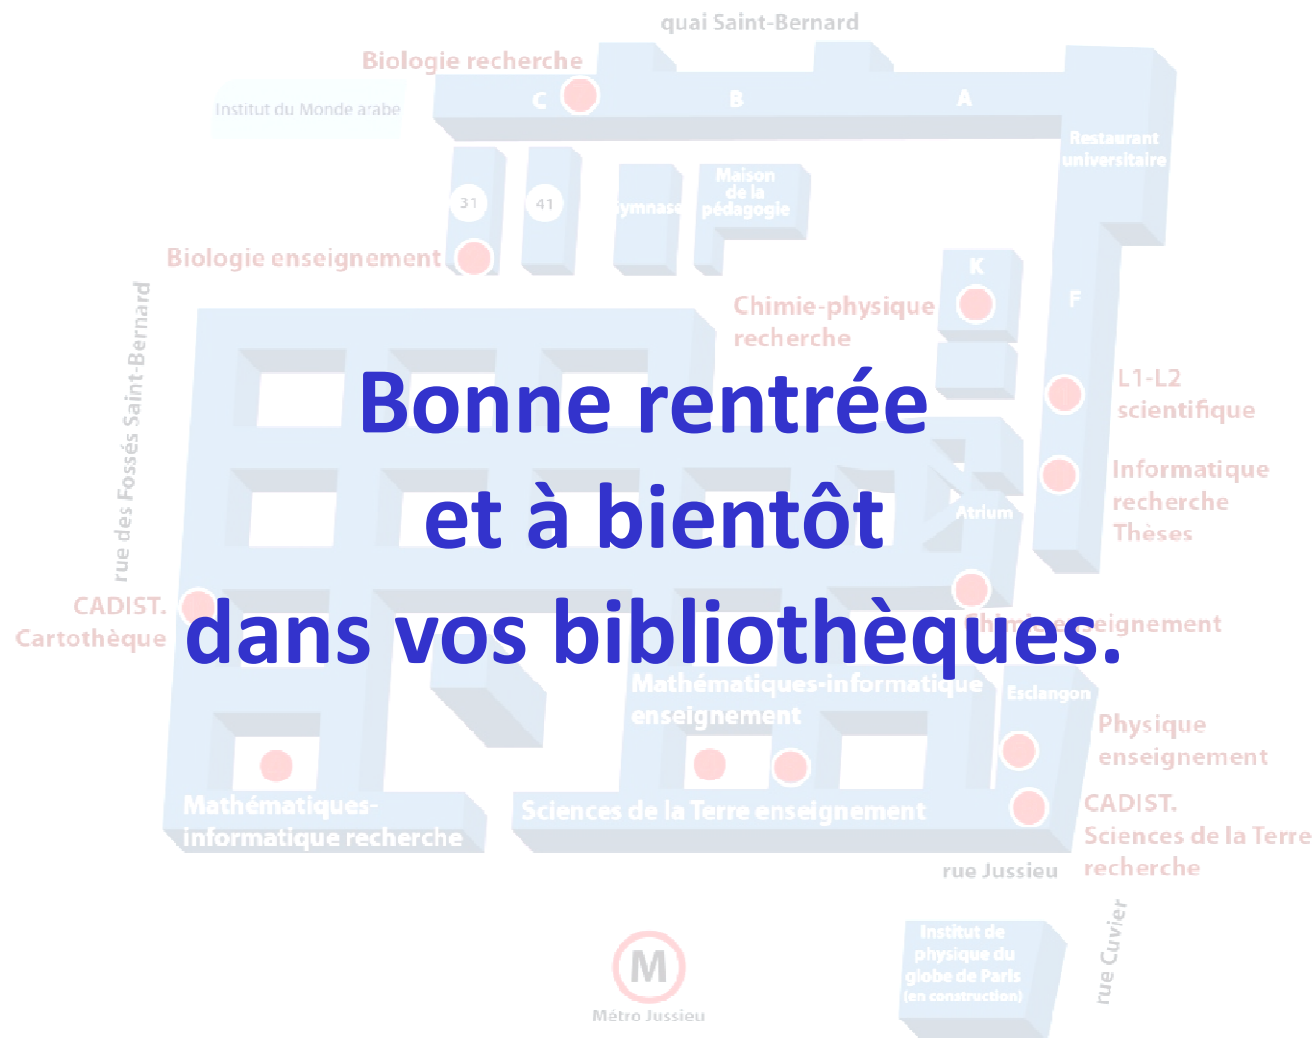 quai Saint-Bernard
Biologie recherche
Institut du Monde arabe
C
B
A
Restaurant
universitaire
31
41
Gymnase
Maison
de la
pédagogie
Biologie enseignement
K
F
Chimie-physique
recherche
rue des Fossés Saint-Bernard
L1-L2
scientifique
Bonne rentrée
Informatique
recherche
Thèses
Atrium
et à bientôt
CADIST.
Cartothèque
Chimie enseignement
dans vos bibliothèques.
Mathématiques-informatique
enseignement
Esclangon
Physique
enseignement
Mathématiques-
informatique recherche
Sciences de la Terre enseignement
CADIST.
Sciences de la Terre
recherche
rue Jussieu
rue Cuvier
M
Métro Jussieu
Institut de
physique du
globe de Paris
(en construction)